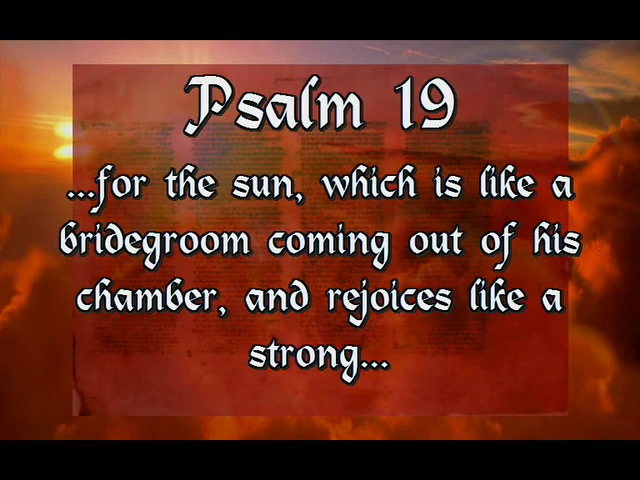 Psalm 19
...for the sun, which is like a
bridegroom coming out of his
chamber, and rejoices like a
strong...